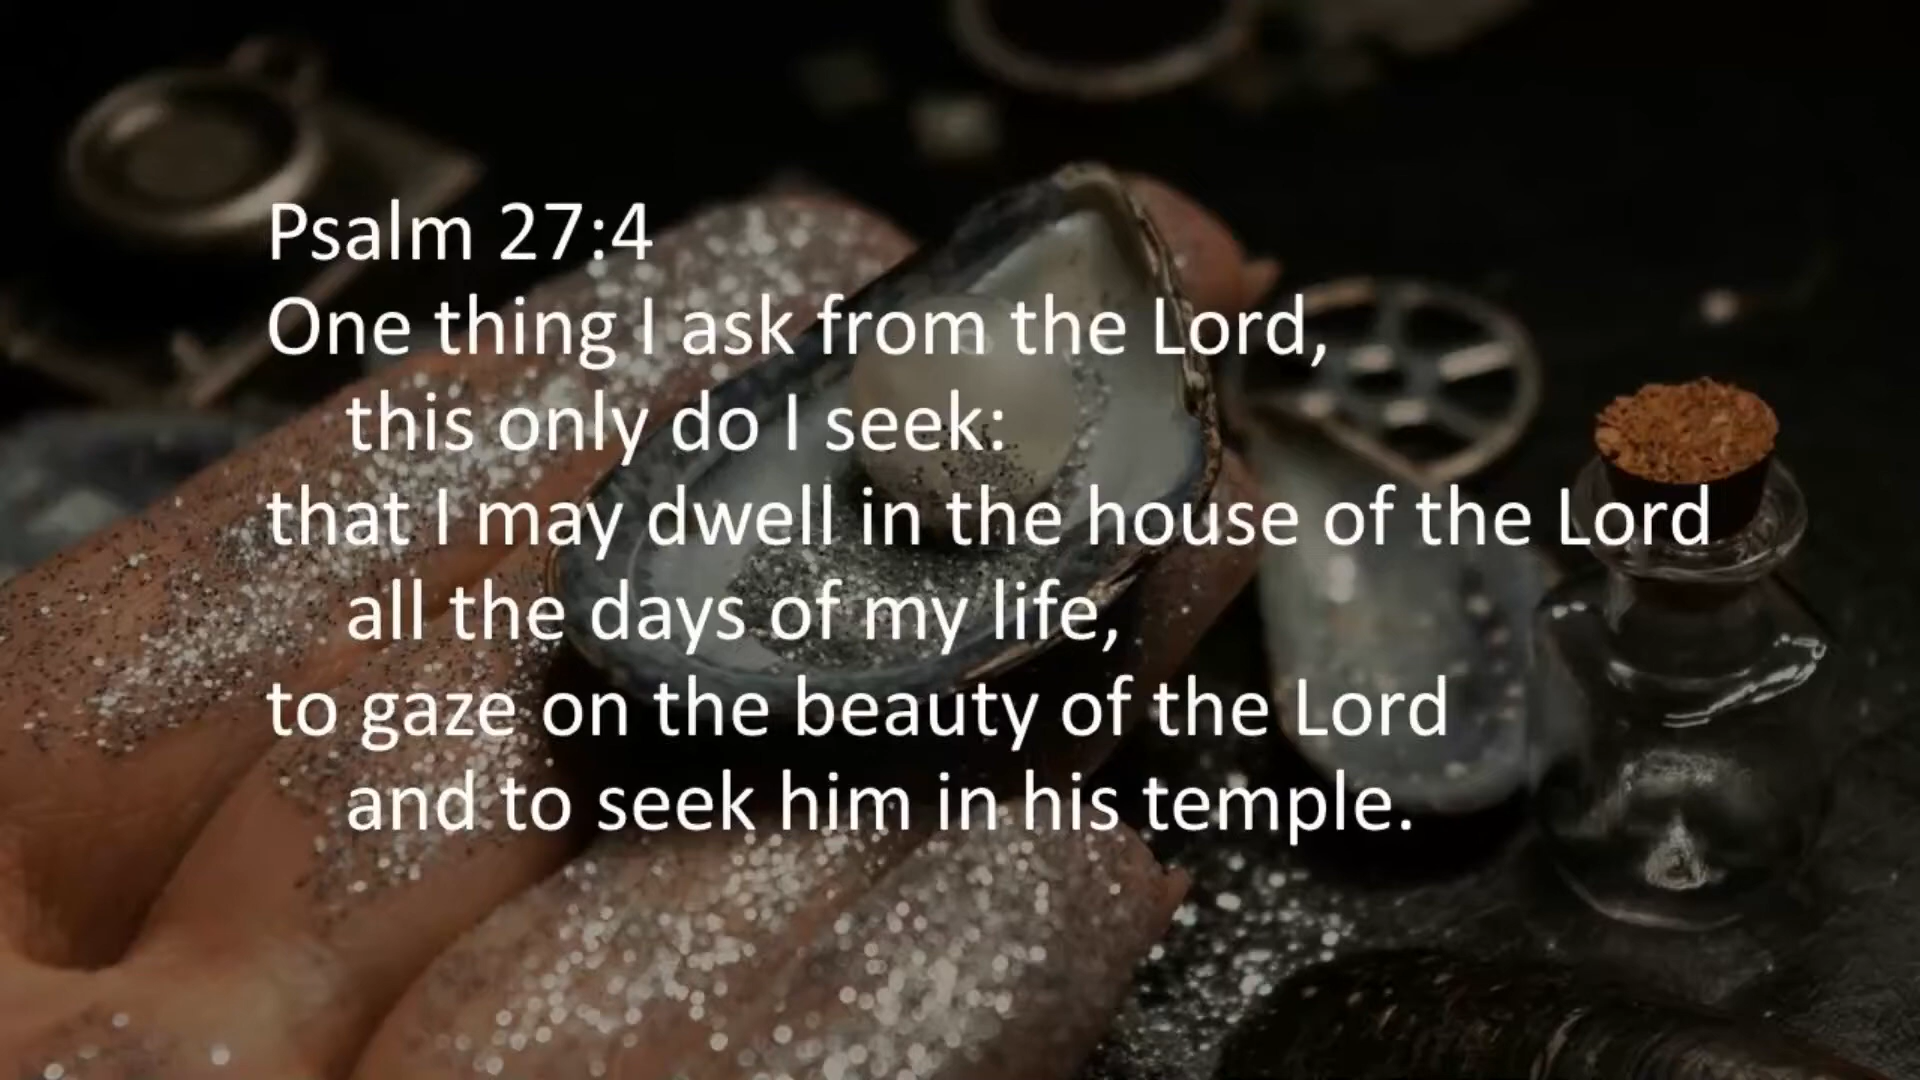 Psalm 27:4
One thing I ask from the Lord,
this only do I seek:
that I may dwell in the house of the Lord
all the days of my life,
to gaze on the beauty of the Lord
and to seek him in his temple.